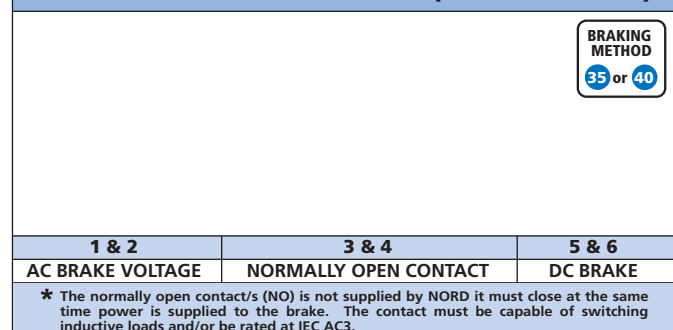 BRAKING
METHOD
35 or 40
1 & 2 3 & 4 5 & 6
AC BRAKE VOLTAGE NORMALLY OPEN CONTACT DC BRAKE
* The normally open contact/s (NO) is not supplied by NORD it must close at the same
time power is supplied to the brake. The contact must be capable of switching
inductive loads and/or be rated at IEC AC3.